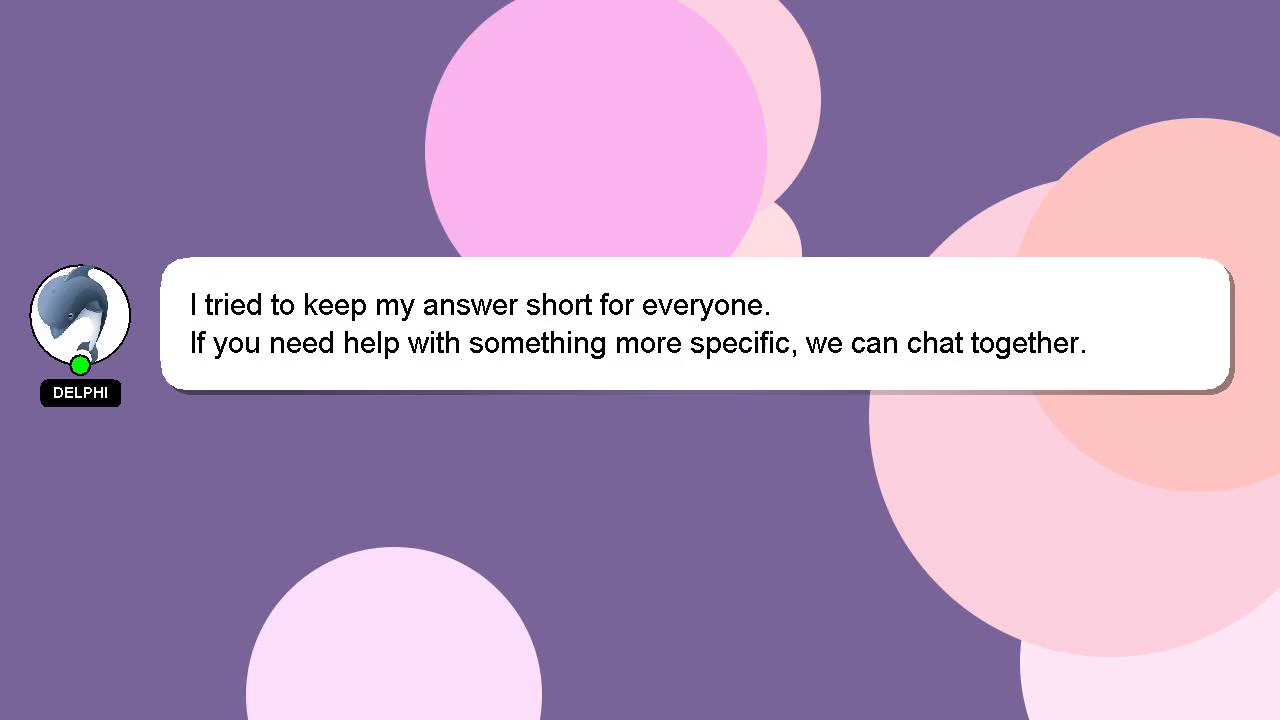 I tried to keep my answer short for everyone.
If you need help with something more specific, we can chat together.
DELPHI